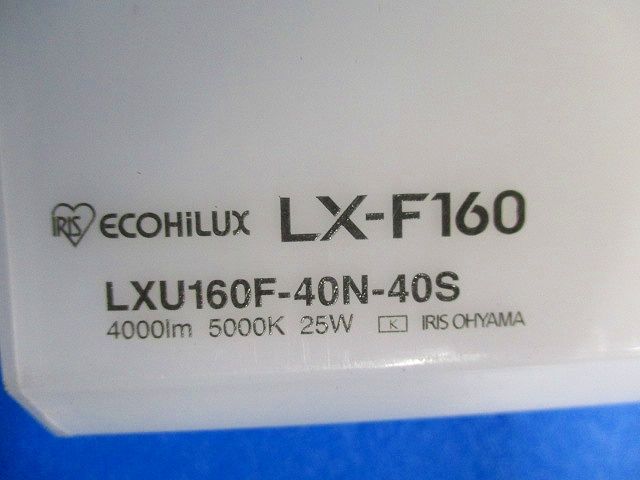 IRIS ECOHiLUX LX-F160
LXU160F-40N-40S
4000lm 5000K 25W K IRIS OHYAMA